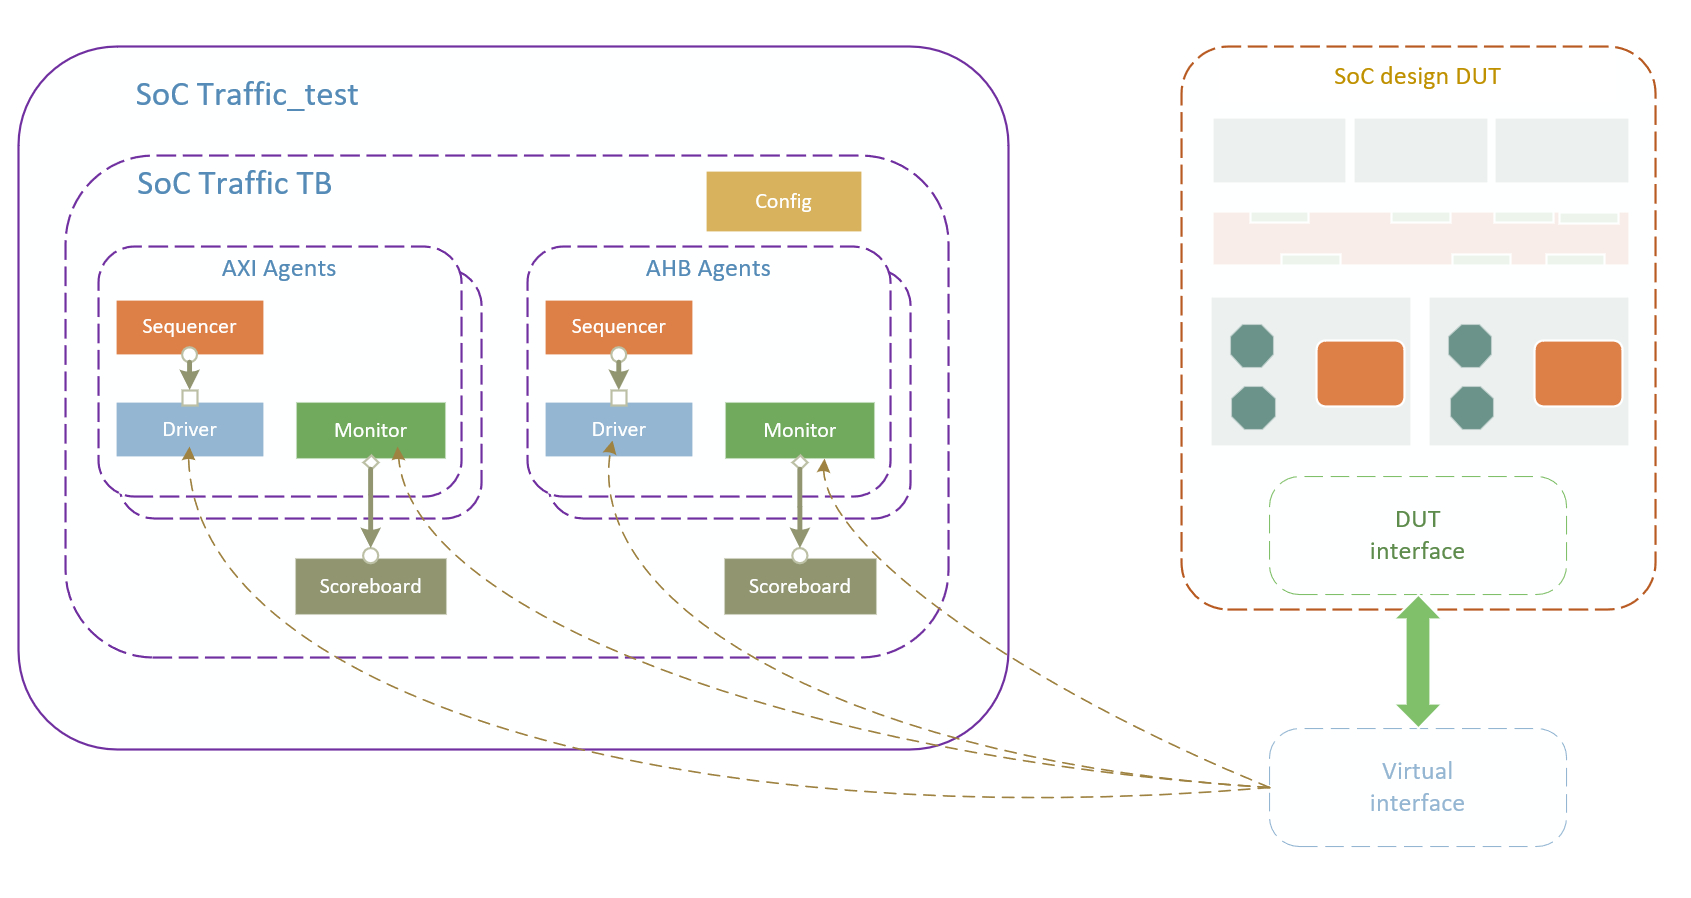 SoC Traffic_test
SoC Traffic TB
Config
AXI Agents
Sequencer
Driver
Monitor
Scoreboard
AHB Agents
Sequencer
Driver
Monitor
Scoreboard
SoC design DUT
DUT
interface
Virtual
interface